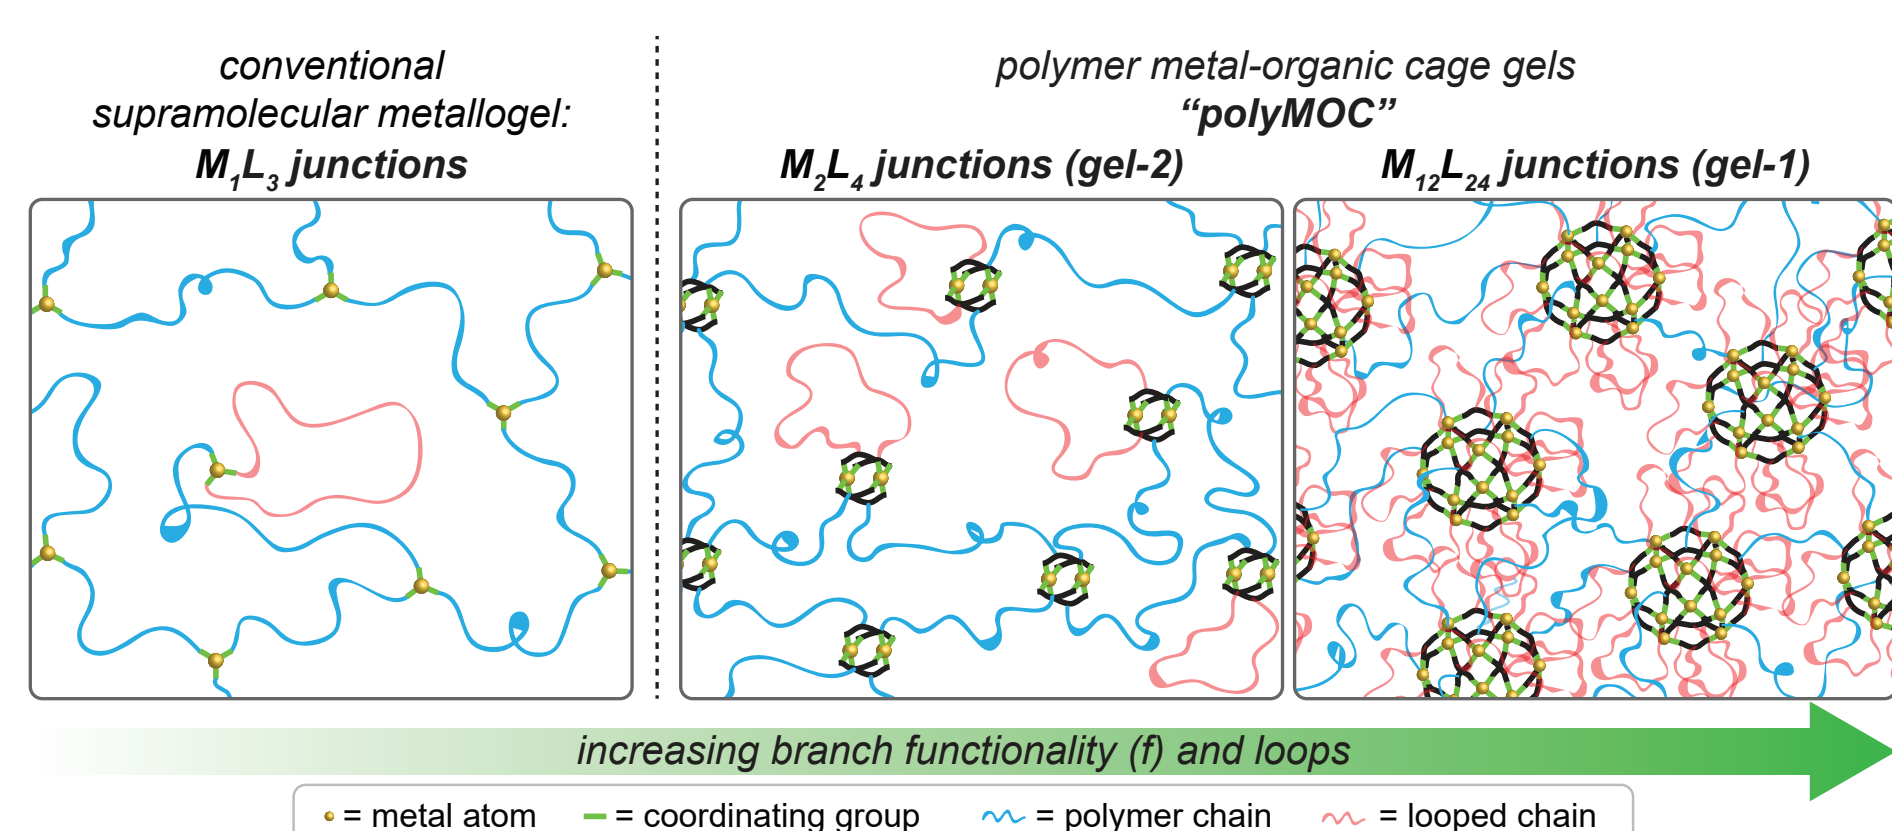 conventional
supramolecular metallogel:
M₁L₃ junctions
polymer metal-organic cage gels
“polyMOC”
M₂L₄ junctions (gel-2)
M₁₂L₂₄ junctions (gel-1)
increasing branch functionality (f) and loops
= metal atom
= coordinating group
= polymer chain
= looped chain